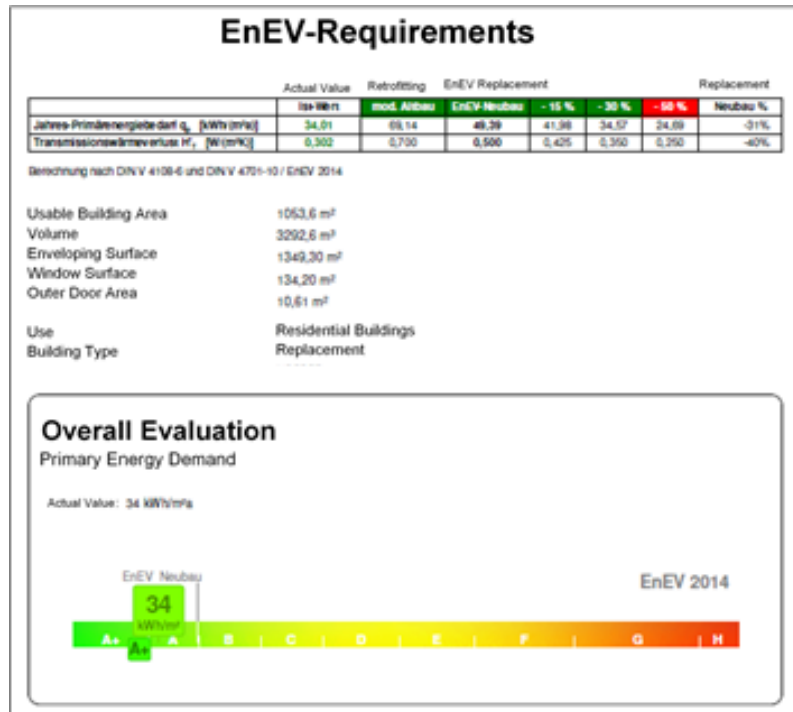 EnEV-Requirements
Actual Value Retrofitting EnEV Replacement Replacement
Ist-Wert mod. Altbau EnEV-Neubau - 15 % - 30 % - 50 % Neubau %
Jahres-Primärenergiebedarf q [kWh/(m²a)] 34,01 69,14 49,39 41,98 34,57 24,69 -31%
Transmissionswärmeverlust H' [W/(m²K)] 0,302 0,700 0,500 0,425 0,350 0,250 -40%
Berechnung nach DIN V 4108-6 und DIN V 4701-10 / EnEV 2014
Usable Building Area 1053,6 m²
Volume 3292,6 m³
Enveloping Surface 1349,30 m²
Window Surface 134,20 m²
Outer Door Area 10,61 m²
Use Residential Buildings
Building Type Replacement
Overall Evaluation
Primary Energy Demand
Actual Value: 34 kWh/m²a
EnEV Neubau
EnEV 2014
34
kWh/m²
A+ A B C D E F G H
A+